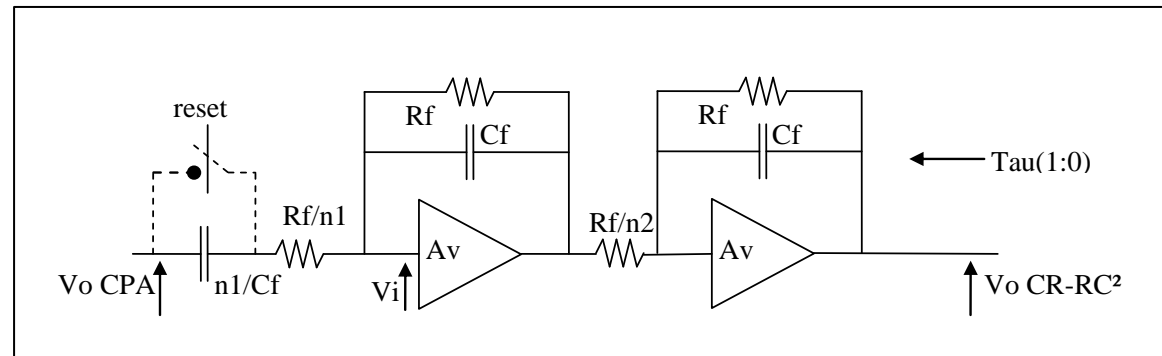 reset
Rf
Cf
Rf
Cf
Tau(1:0)
Rf/n1
Rf/n2
Av
Av
Vo CPA
n1/Cf
Vi
Vo CR-RC²